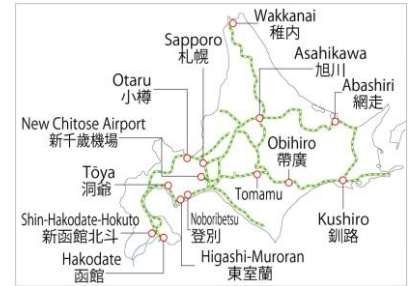 Wakkanai
稚内
Sapporo
札幌
Asahikawa
旭川
Otaru
小樽
Abashiri
網走
New Chitose Airport
新千歳機場
Obihiro
帶廣
Tōya
洞爺
Tomamu
Shin-Hakodate-Hokuto
新函館北斗
Noboribetsu
登別
Kushiro
釧路
Hakodate
函館
Higashi-Muroran
東室蘭